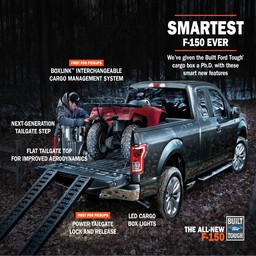 SMARTEST
F-150 EVER
We've given the Built Ford Tough®
cargo box a Ph.D. with these
smart new features
FIRST FOR PICKUPS
BOXLINK™ INTERCHANGEABLE
CARGO MANAGEMENT SYSTEM
NEXT-GENERATION
TAILGATE STEP
FLAT TAILGATE TOP
FOR IMPROVED AERODYNAMICS
FIRST FOR PICKUPS
POWER TAILGATE
LOCK AND RELEASE
LED CARGO
BOX LIGHTS
THE ALL-NEW
F-150
BUILT
Ford
TOUGH